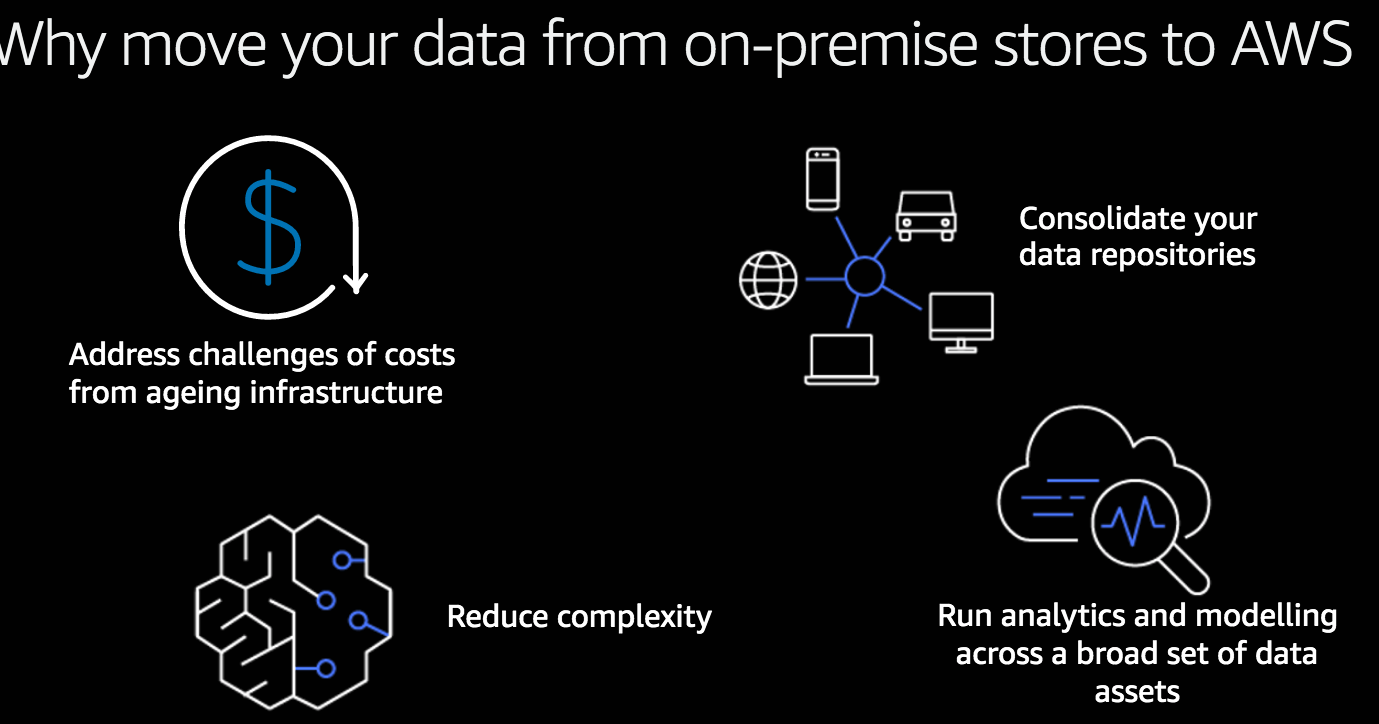 Why move your data from on-premise stores to AWS
Address challenges of costs
from ageing infrastructure
Consolidate your
data repositories
Reduce complexity
Run analytics and modelling
across a broad set of data
assets